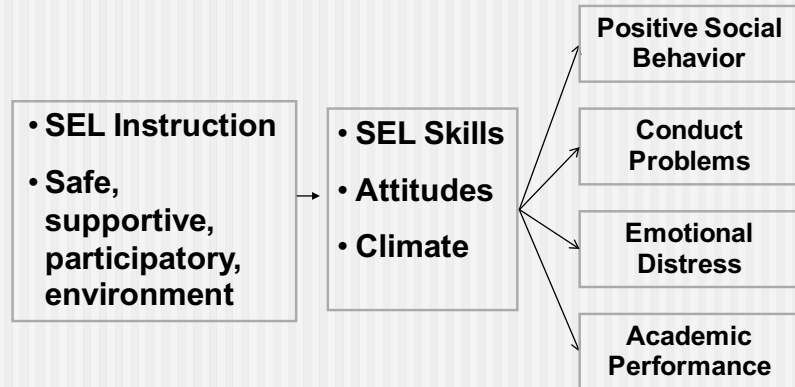 • SEL Instruction
• Safe,
supportive,
participatory,
environment
• SEL Skills
• Attitudes
• Climate
Positive Social
Behavior
Conduct
Problems
Emotional
Distress
Academic
Performance